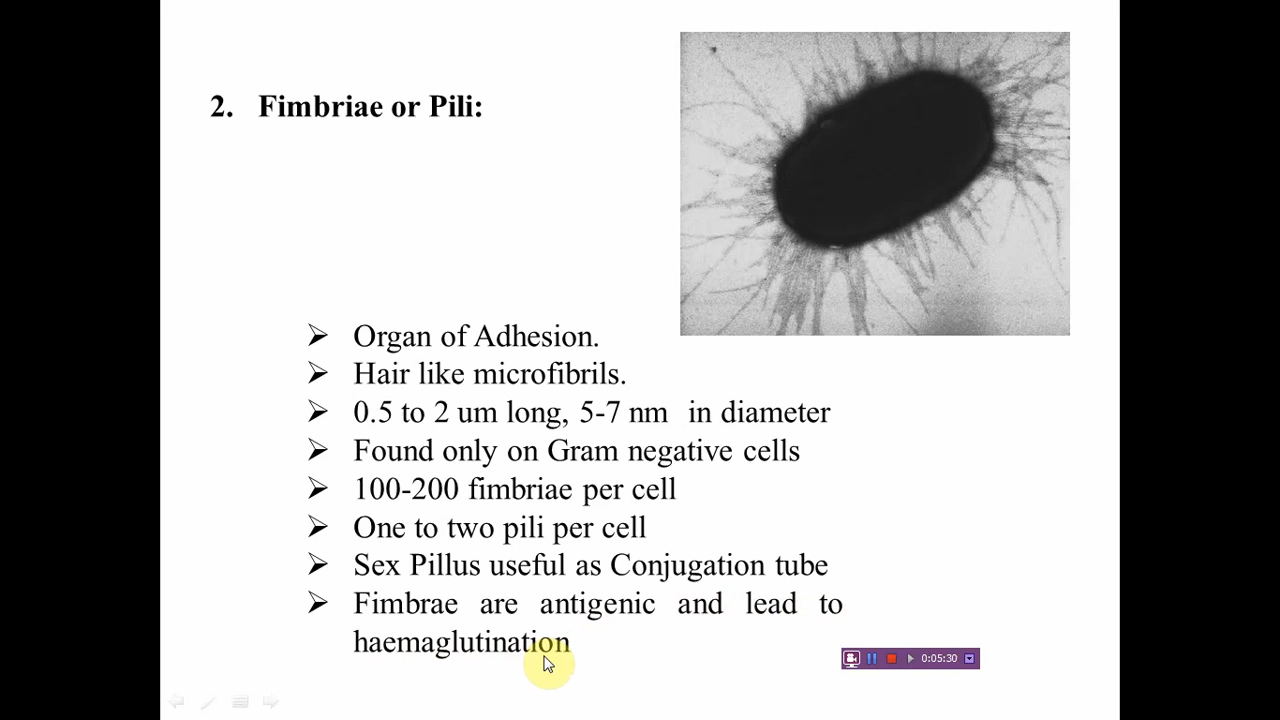 2. Fimbriae or Pili:
➢ Organ of Adhesion.
➢ Hair like microfibrils.
➢ 0.5 to 2 um long, 5-7 nm in diameter
➢ Found only on Gram negative cells
➢ 100-200 fimbriae per cell
➢ One to two pili per cell
➢ Sex Pillus useful as Conjugation tube
➢ Fimbrae are antigenic and lead to
haemaglutination
0:05:30